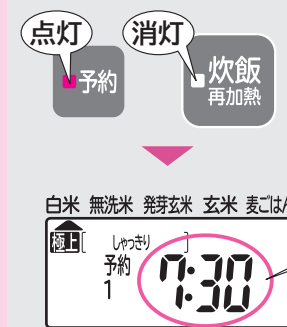 点灯 消灯
予約
炊飯
再加熱
白米 無洗米 発芽玄米 玄米 麦ごはん
極上 [ しゃっきり ]
予約
1
7:30